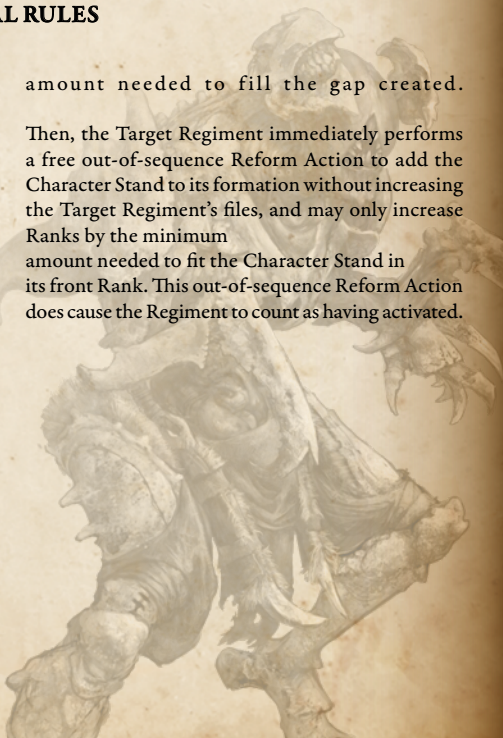 AL RULES
amount needed to fill the gap created.
Then, the Target Regiment immediately performs
a free out-of-sequence Reform Action to add the
Character Stand to its formation without increasing
the Target Regiment’s files, and may only increase
Ranks by the minimum
amount needed to fit the Character Stand in
its front Rank. This out-of-sequence Reform Action
does cause the Regiment to count as having activated.